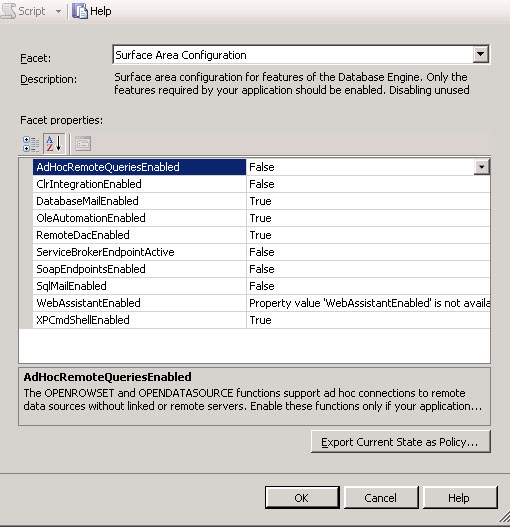 Script Help
Facet: Surface Area Configuration
Description: Surface area configuration for features of the Database Engine. Only the
features required by your application should be enabled. Disabling unused
Facet properties:
AdHocRemoteQueriesEnabled False
ClrIntegrationEnabled False
DatabaseMailEnabled True
OleAutomationEnabled True
RemoteDacEnabled True
ServiceBrokerEndpointActive False
SoapEndpointsEnabled False
SqlMailEnabled False
WebAssistantEnabled Property value 'WebAssistantEnabled' is not availa
XPCmdShellEnabled True
AdHocRemoteQueriesEnabled
The OPENROWSET and OPENDATASOURCE functions support ad hoc connections to remote
data sources without linked or remote servers. Enable these functions only if your application...
Export Current State as Policy...
OK Cancel Help